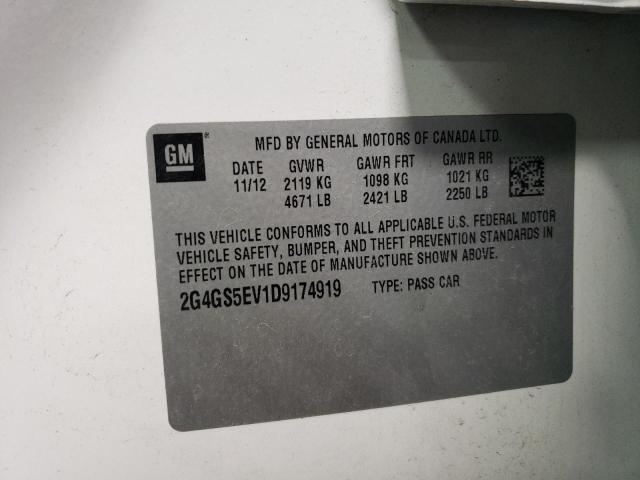 GM ®
MFD BY GENERAL MOTORS OF CANADA LTD.
DATE GVWR GAWR FRT GAWR RR
11/12 2119 KG 1098 KG 1021 KG
4671 LB 2421 LB 2250 LB
THIS VEHICLE CONFORMS TO ALL APPLICABLE U.S. FEDERAL MOTOR
VEHICLE SAFETY, BUMPER, AND THEFT PREVENTION STANDARDS IN
EFFECT ON THE DATE OF MANUFACTURE SHOWN ABOVE.
2G4GS5EV1D9174919 TYPE: PASS CAR